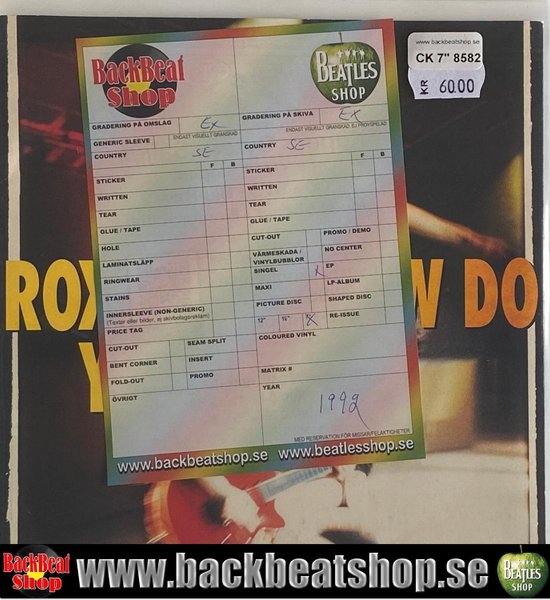 BackBeat
Shop
BEATLES
SHOP
www.backbeatshop.se
CK 7" 8582
KR 60.00
GRADERING PÅ OMSLAG Ex
ENDAST VISUELLT GRANSKAD
GENERIC SLEEVE
COUNTRY SE
F B
STICKER
WRITTEN
TEAR
GLUE / TAPE
HOLE
LAMINATSLÄPP
RINGWEAR
STAINS
INNERSLEEVE (NON-GENERIC)
(Texter eller bilder, ej skivbolagsreklam)
PRICE TAG
CUT-OUT SEAM SPLIT
BENT CORNER INSERT
FOLD-OUT PROMO
ÖVRIGT
GRADERING PÅ SKIVA EX
ENDAST VISUELLT GRANSKAD, EJ PROVSPELAD
COUNTRY SE
F B
STICKER
WRITTEN
TEAR
GLUE / TAPE
CUT-OUT PROMO / DEMO
VÄRMESKADA / VINYLBUBBLOR NO CENTER
SINGEL x EP
MAXI LP-ALBUM
PICTURE DISC SHAPED DISC
12" 10" x RE-ISSUE
COLOURED VINYL
MATRIX #
YEAR
1992
MED RESERVATION FÖR MISSAR/FELAKTIGHETER
www.backbeatshop.se www.beatlesshop.se
ROX W DO
Y
BackBeat
Shop
www.backbeatshop.se
BEATLES
SHOP